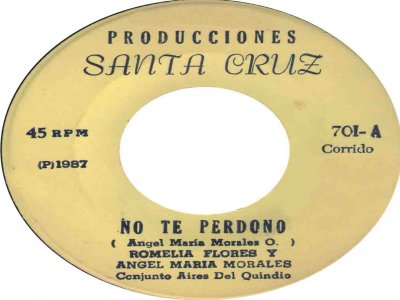 PRODUCCIONES
SANTA CRUZ
45 RPM
701-A
(P)1987
Corrido
NO TE PERDONO
( Angel María Morales O. )
ROMELIA FLORES Y
ANGEL MARIA MORALES
Conjunto Aires Del Quindio